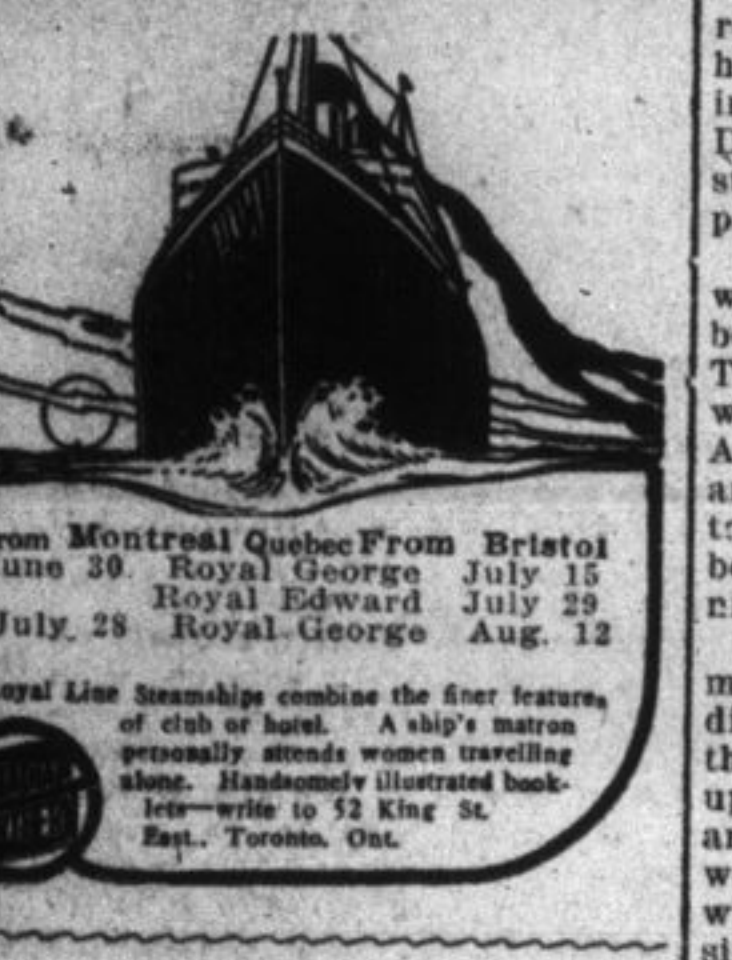 rom Montreal Quebec From Bristol
une 30. Royal George July 15
Royal Edward July 29
July 28 Royal George Aug. 12
oyal Line Steamships combine the finer features
of club or hotel. A ship's matron
personally attends women travelling
alone. Handsomely illustrated book-
lets—write to 52 King St.
East., Toronto. Ont.